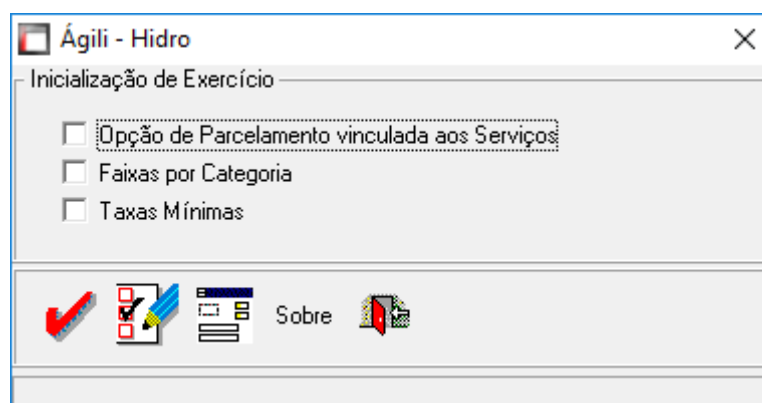 Ágili - Hidro
Inicialização de Exercício
Opção de Parcelamento vinculada aos Serviços
Faixas por Categoria
Taxas Mínimas
Sobre